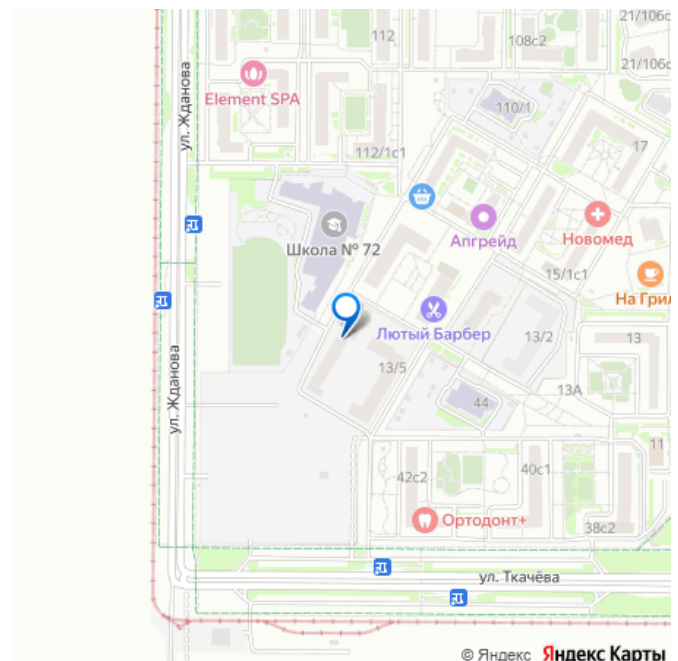 21/106с
112
108с2
21/106с
ул. Жданова
Element SPA
110/1
17
112/1с1
Школа № 72
Апгрейд
Новомед
15/1с1
На Грил
Лютый Барбер
13/2
13
ул. Жданова
13/5
13А
44
11
42с2
40с1
Ортодонт+
38с2
ул. Ткачёва
© Яндекс Яндекс Карты